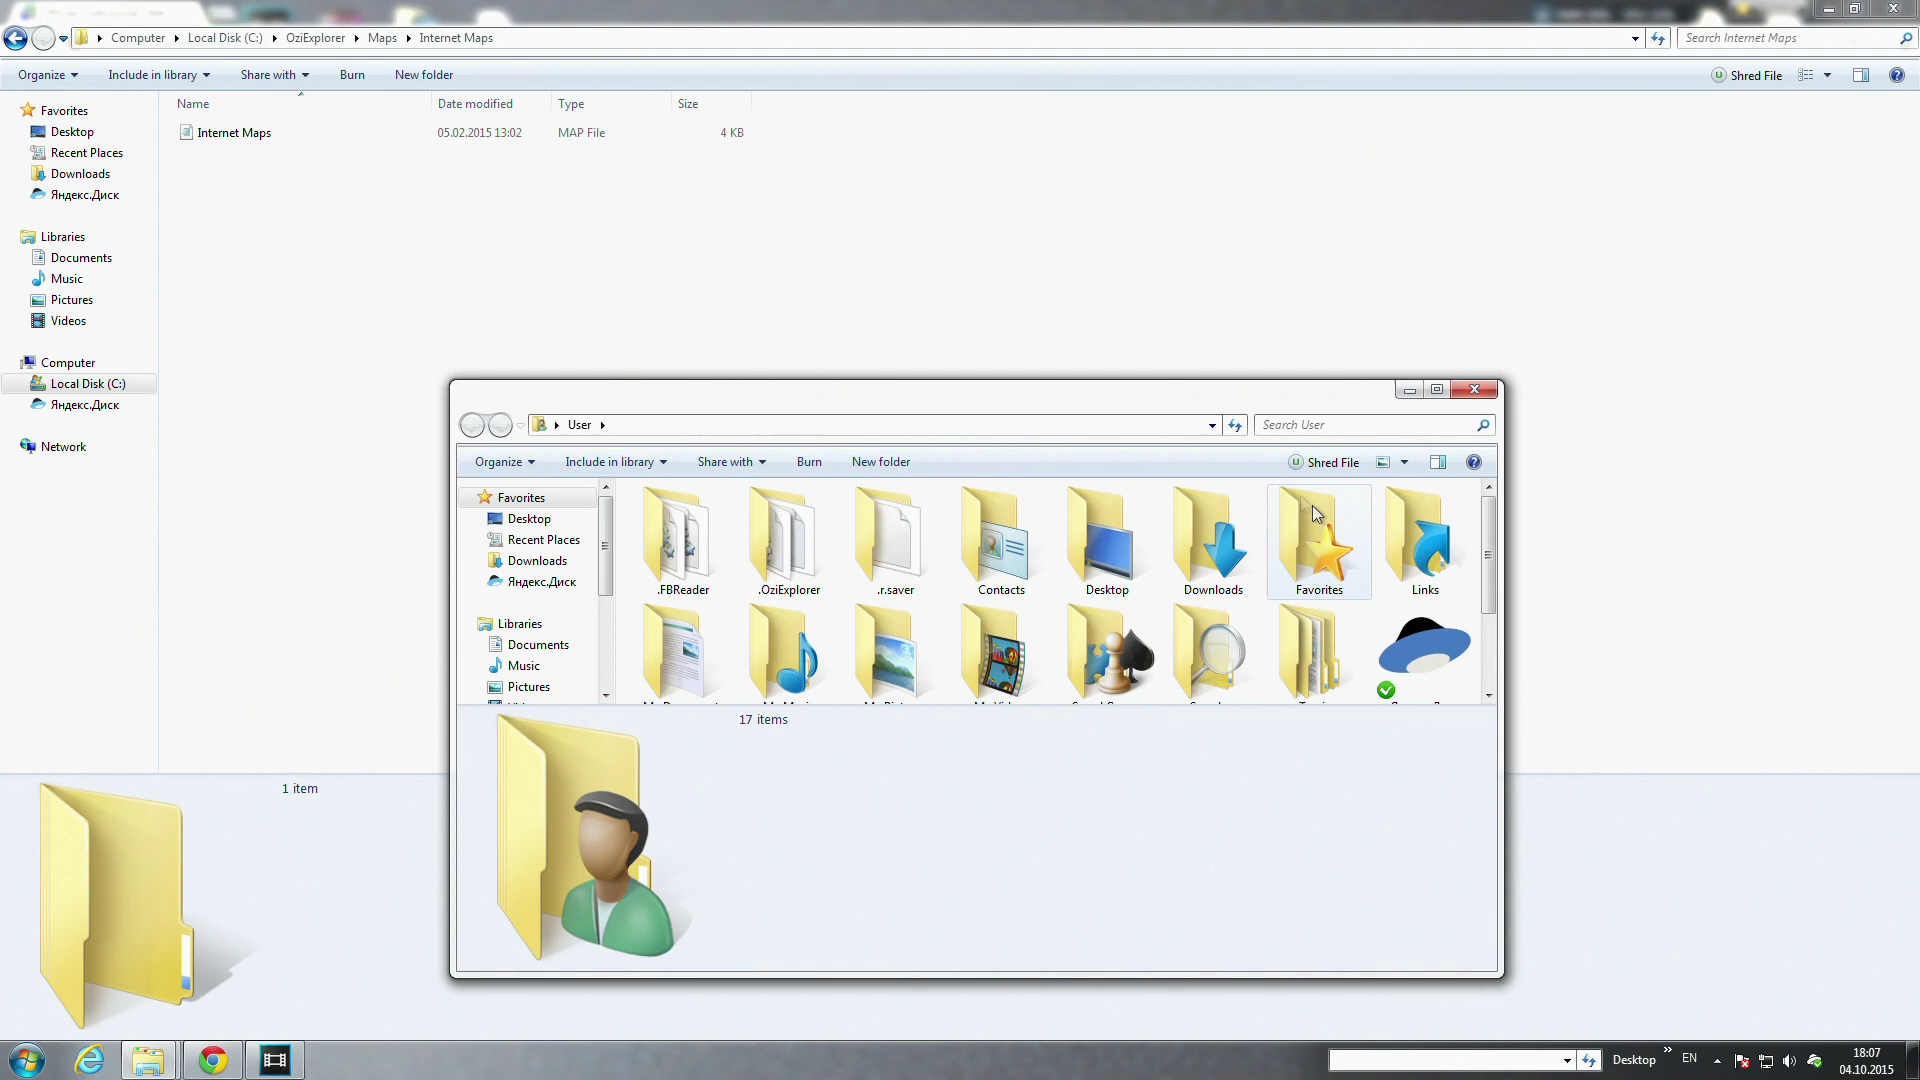 Computer Local Disk (C:) OziExplorer Maps Internet Maps
Search Internet Maps
Organize Include in library Share with Burn New folder
Shred File
Name Date modified Type Size
Internet Maps 05.02.2015 13:02 MAP File 4 KB
Favorites
Desktop
Recent Places
Downloads
Яндекс.Диск
Libraries
Documents
Music
Pictures
Videos
Computer
Local Disk (C:)
Яндекс.Диск
Network
1 item
User
Search User
Organize Include in library Share with Burn New folder
Shred File
Favorites
Desktop
Recent Places
Downloads
Яндекс.Диск
Libraries
Documents
Music
Pictures
.FBReader .OziExplorer .r.saver Contacts Desktop Downloads Favorites Links
17 items
Desktop
EN
18:07
04.10.2015